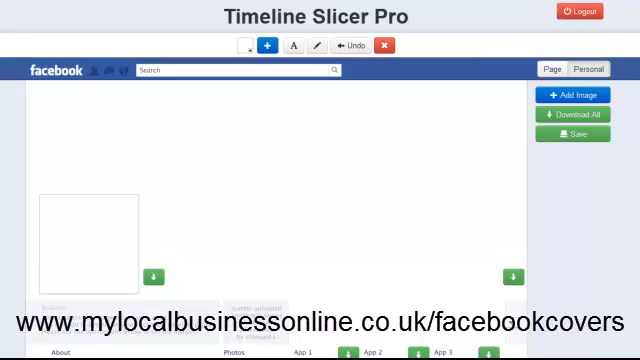 Timeline Slicer Pro
Logout
A
Undo
facebook
Search
Page
Personal
Add Image
Download All
Save
www.mylocalbusinessonline.co.uk/facebookcovers
About
Photos
App 1
App 2
App 3